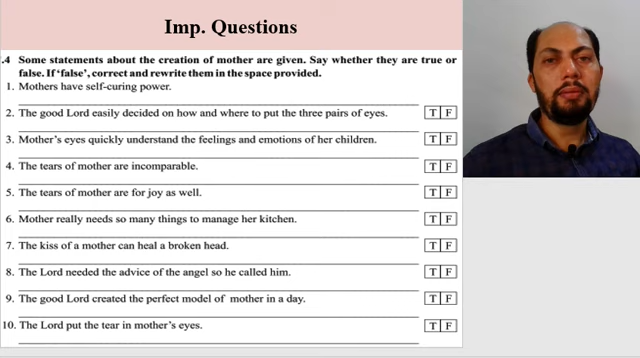 Imp. Questions
.4 Some statements about the creation of mother are given. Say whether they are true or
false. If ‘false’, correct and rewrite them in the space provided.
1. Mothers have self-curing power.
2. The good Lord easily decided on how and where to put the three pairs of eyes. T F
3. Mother’s eyes quickly understand the feelings and emotions of her children. T F
4. The tears of mother are incomparable. T F
5. The tears of mother are for joy as well. T F
6. Mother really needs so many things to manage her kitchen. T F
7. The kiss of a mother can heal a broken head. T F
8. The Lord needed the advice of the angel so he called him. T F
9. The good Lord created the perfect model of mother in a day. T F
10. The Lord put the tear in mother’s eyes. T F